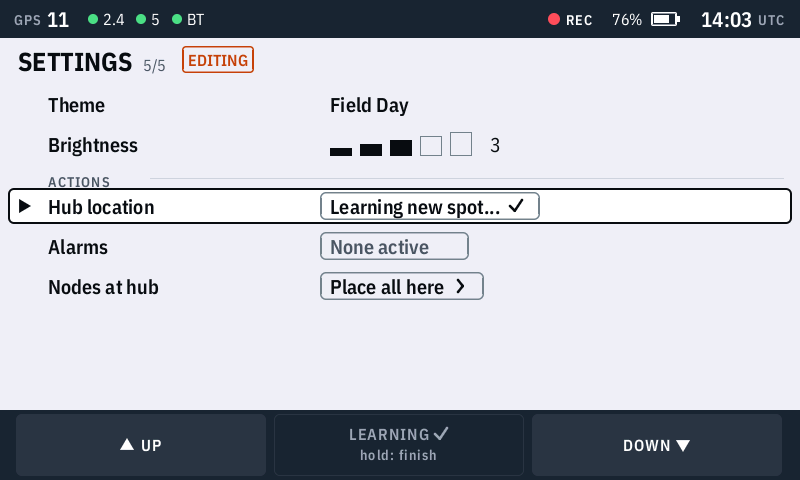 GPS 11 2.4 5 BT REC 76% 14:03 UTC
SETTINGS 5/5 EDITING
Theme Field Day
Brightness 3
ACTIONS
Hub location Learning new spot... ✓
Alarms None active
Nodes at hub Place all here
UP LEARNING ✓ DOWN
hold: finish